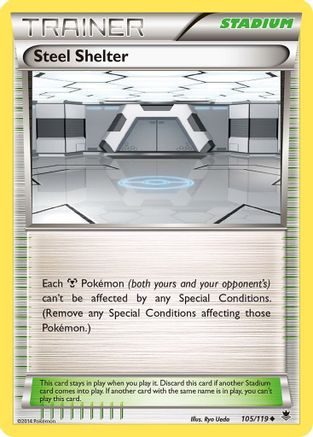 TRAINER STADIUM
Steel Shelter
Each Pokémon (both yours and your opponent's)
can't be affected by any Special Conditions.
(Remove any Special Conditions affecting those
Pokémon.)
This card stays in play when you play it. Discard this card if another Stadium
card comes into play. If another card with the same name is in play, you can't
play this card.
©2014 Pokémon Illus. Ryo Ueda 105/119